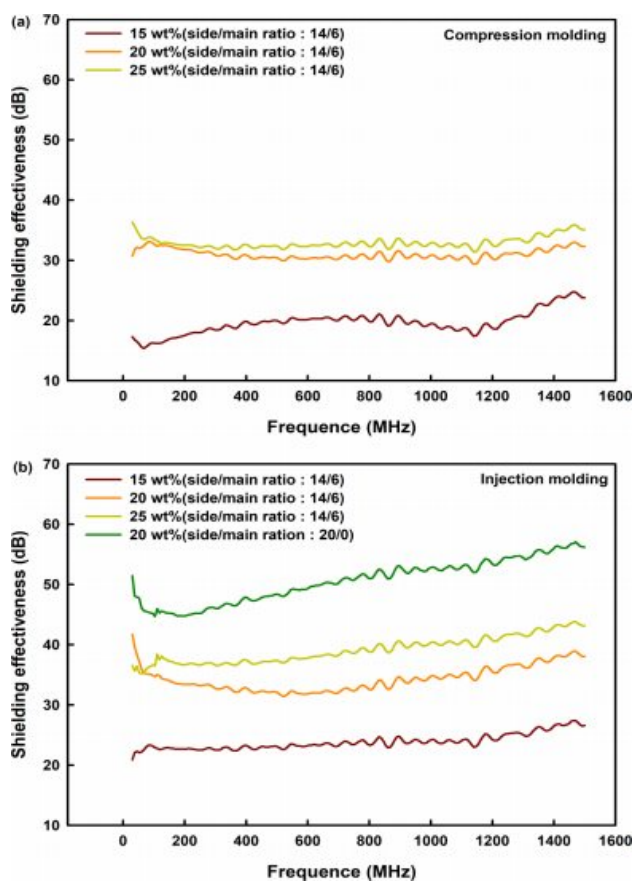 (a)
70
60
50
40
30
20
10
Shielding effectiveness (dB)
15 wt%(side/main ratio : 14/6)
20 wt%(side/main ratio : 14/6)
25 wt%(side/main ratio : 14/6)
Compression molding
0 200 400 600 800 1000 1200 1400 1600
Frequence (MHz)
(b)
70
60
50
40
30
20
10
Shielding effectiveness (dB)
15 wt%(side/main ratio : 14/6)
20 wt%(side/main ratio : 14/6)
25 wt%(side/main ratio : 14/6)
20 wt%(side/main ration : 20/0)
Injection molding
0 200 400 600 800 1000 1200 1400 1600
Frequence (MHz)